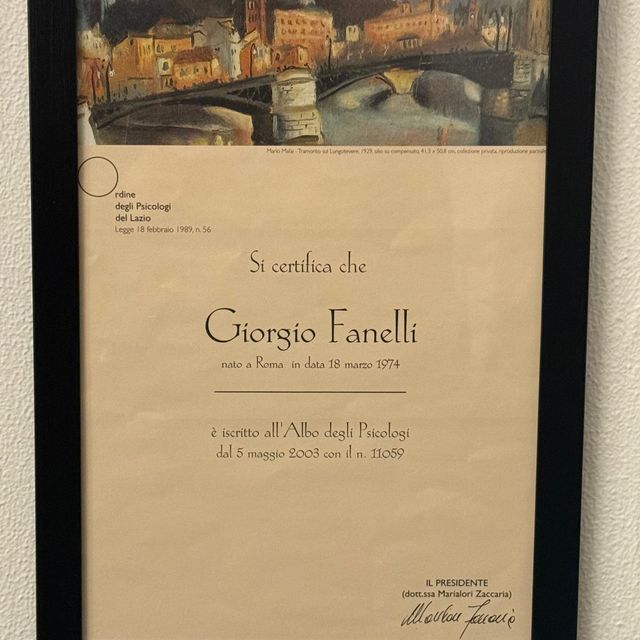 Mario Mafai - Tramonto sul Lungotevere, 1929, olio su compensato, 41,3 x 50,8 cm, collezione privata, riproduzione parziale
rdine
degli Psicologi
del Lazio
Legge 18 febbraio 1989, n. 56
Si certifica che
Giorgio Fanelli
nato a Roma in data 18 marzo 1974
è iscritto all'Albo degli Psicologi
dal 5 maggio 2003 con il n. 11059
IL PRESIDENTE
(dott.ssa Marialori Zaccaria)